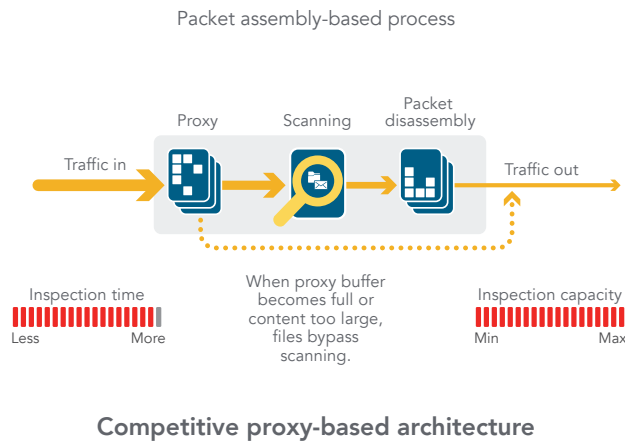 Packet assembly-based process
Proxy
Scanning
Packet
disassembly
Traffic in
Traffic out
When proxy buffer
becomes full or
content too large,
files bypass
scanning.
Inspection time
Less
More
Inspection capacity
Min
Max
Competitive proxy-based architecture